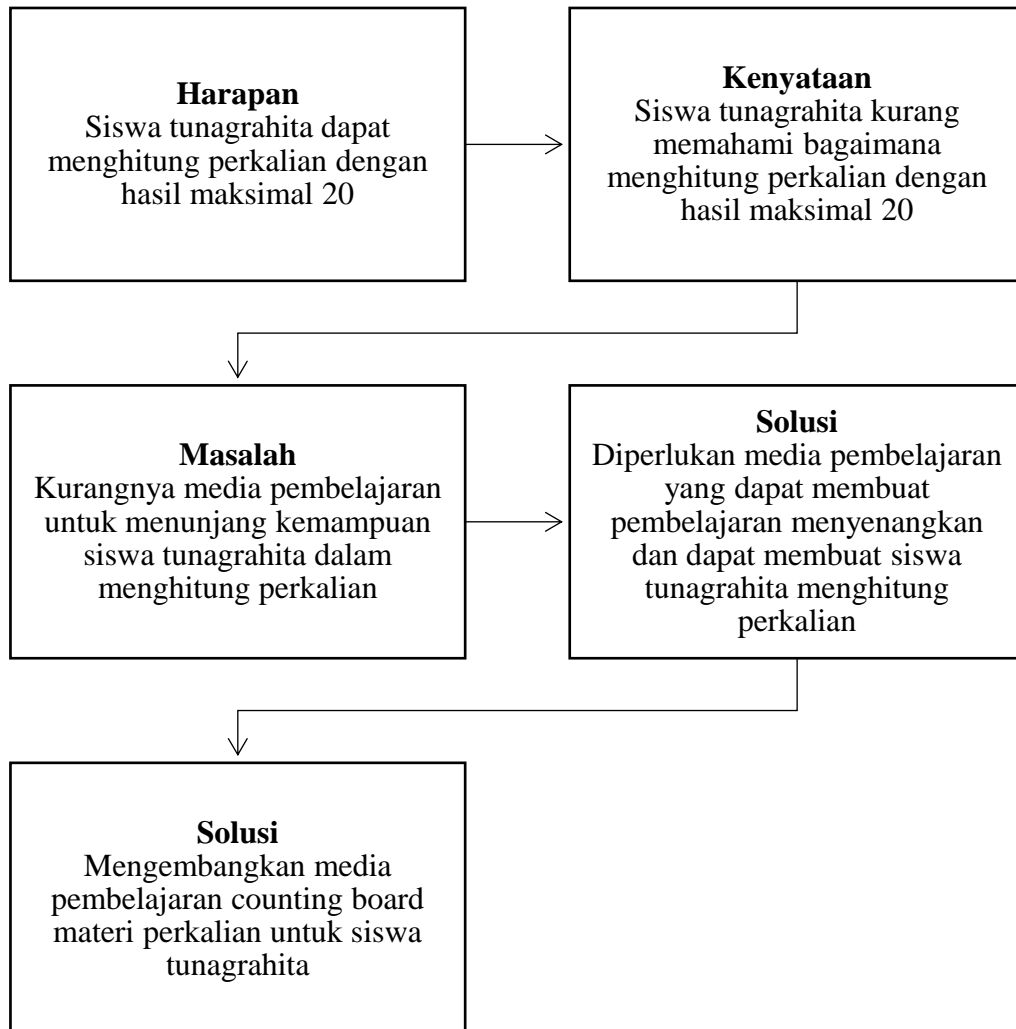 Harapan
Siswa tunagrahita dapat
menghitung perkalian dengan
hasil maksimal 20
Kenyataan
Siswa tunagrahita kurang
memahami bagaimana
menghitung perkalian dengan
hasil maksimal 20
Masalah
Kurangnya media pembelajaran
untuk menunjang kemampuan
siswa tunagrahita dalam
menghitung perkalian
Solusi
Diperlukan media pembelajaran
yang dapat membuat
pembelajaran menyenangkan
dan dapat membuat siswa
tunagrahita menghitung
perkalian
Solusi
Mengembangkan media
pembelajaran counting board
materi perkalian untuk siswa
tunagrahita